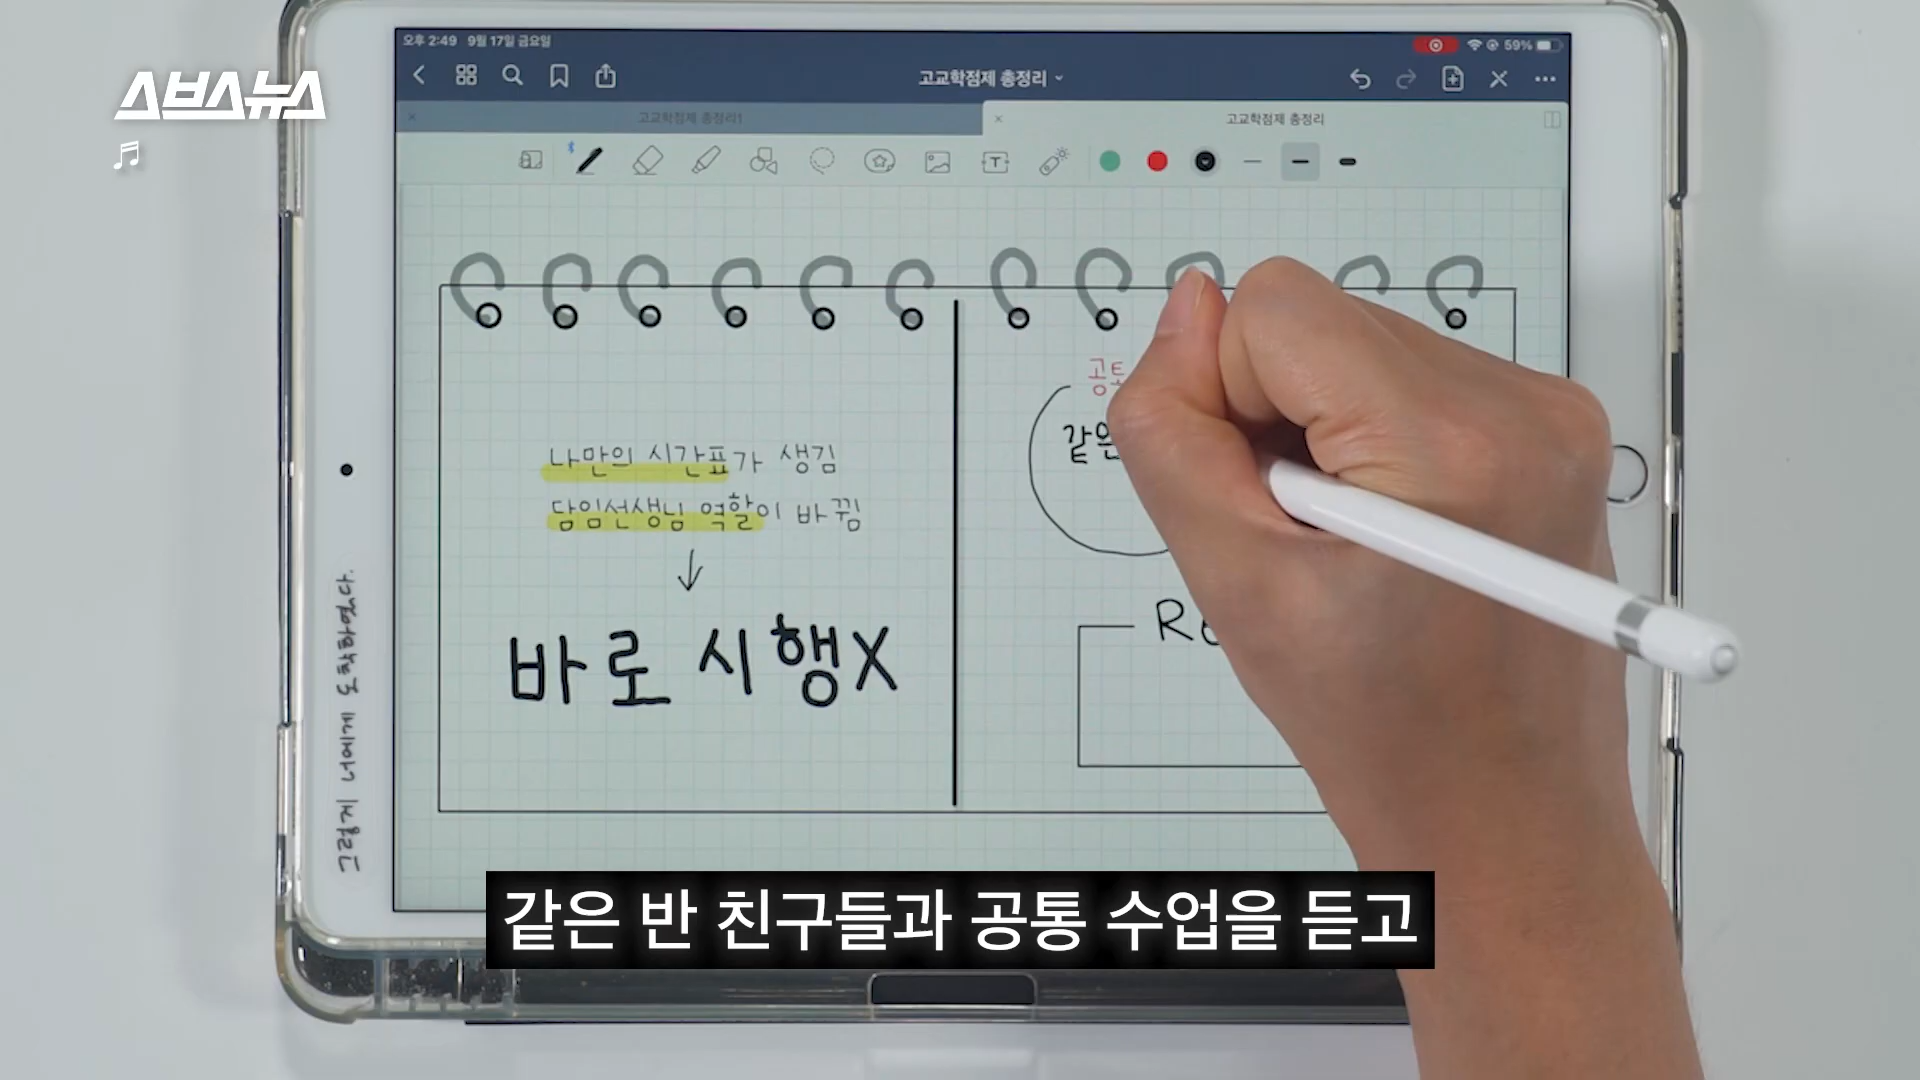 스브스뉴스
오후 2:49 9월 17일 금요일
59%
고교학점제 총정리
고교학점제 총정리1
고교학점제 총정리
나만의 시간표가 생김
담임선생님 역할이 바뀜
바로 시행X
공통
같은
Re
그렇게 나에게 도착하였다.
같은 반 친구들과 공통 수업을 듣고